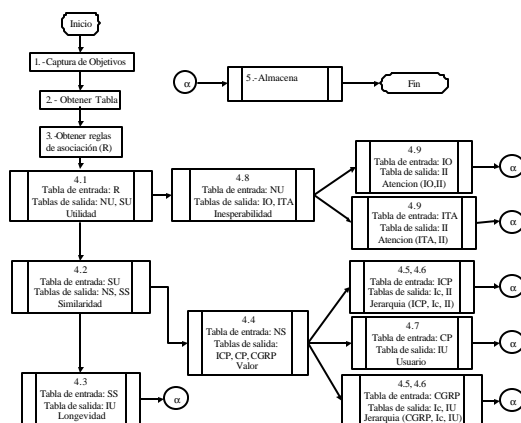 Inicio
1.-Captura de Objetivos
2.- Obtener Tabla
3.-Obtener reglas
de asociación (R)
α
5.-Almacena
Fin
4.1
Tabla de entrada: R
Tablas de salida: NU, SU
Utilidad
4.8
Tabla de entrada: NU
Tablas de salida: IO, ITA
Inesperabilidad
4.9
Tabla de entrada: IO
Tabla de salida: II
Atencion (IO,II)
α
4.9
Tabla de entrada: ITA
Tabla de salida: II
Atencion (ITA, II)
α
4.2
Tabla de entrada: SU
Tablas de salida: NS, SS
Similaridad
4.4
Tabla de entrada: NS
Tablas de salida:
ICP, CP, CGRP
Valor
4.5, 4.6
Tabla de entrada: ICP
Tablas de salida: Ic, II
Jerarquia (ICP, Ic, II)
α
4.7
Tabla de entrada: CP
Tabla de salida: IU
Usuario
α
4.3
Tabla de entrada: SS
Tabla de salida: IU
Longevidad
α
4.5, 4.6
Tabla de entrada: CGRP
Tablas de salida: Ic, IU
Jerarquia (CGRP, Ic, IU)
α